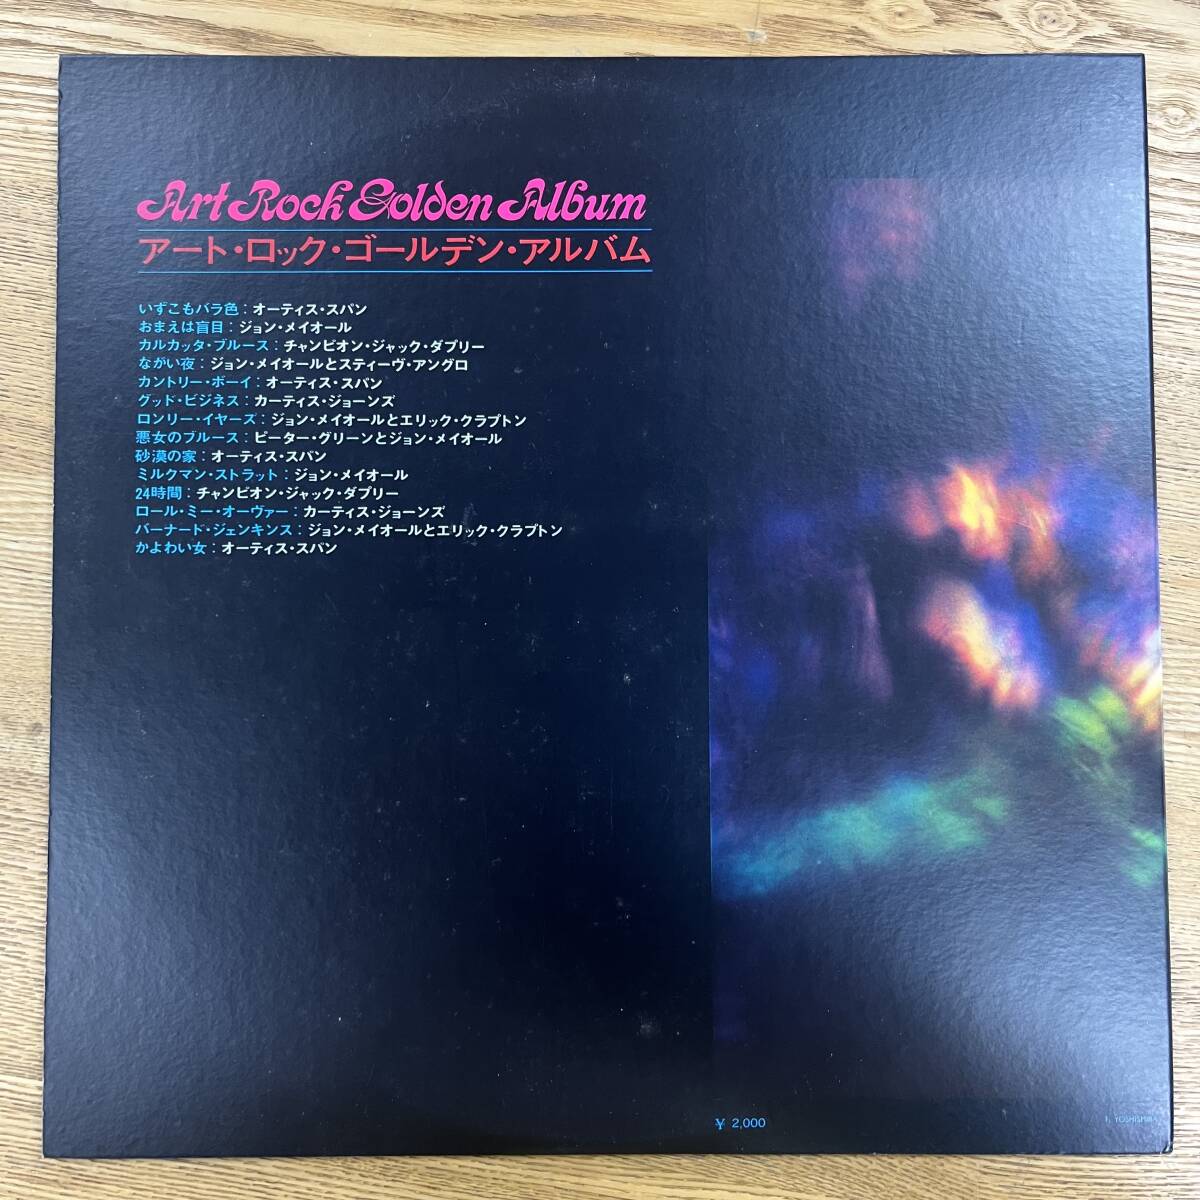 Art Rock Golden Album
アート・ロック・ゴールデン・アルバム
いずこもバラ色：オーティス・スパン
おまえは盲目：ジョン・メイオール
カルカッタ・ブルース：チャンピオン・ジャック・ダプリー
ながい夜：ジョン・メイオールとスティーヴ・アングロ
カントリー・ボーイ：オーティス・スパン
グッド・ビジネス：カーティス・ジョーンズ
ロンリー・イヤーズ：ジョン・メイオールとエリック・クラプトン
悪女のブルース：ピーター・グリーンとジョン・メイオール
砂漠の家：オーティス・スパン
ミルクマン・ストラット：ジョン・メイオール
24時間：チャンピオン・ジャック・ダプリー
ロール・ミー・オーヴァー：カーティス・ジョーンズ
バーナード・ジェンキンス：ジョン・メイオールとエリック・クラプトン
かよわい女：オーティス・スパン
¥ 2,000